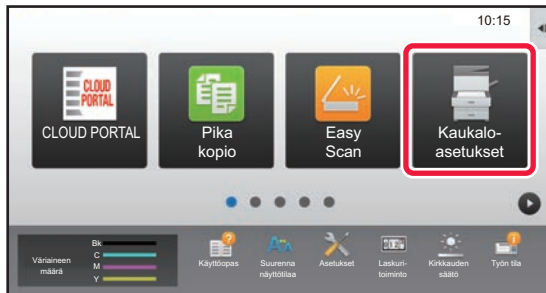 10:15
CLOUD
PORTAL
CLOUD PORTAL
Pika
kopio
Easy
Scan
Kaukalo-
asetukset
Väriaineen
määrä
Bk
C
M
Y
Käyttöopas
Suurenna
näyttötilaa
Asetukset
Laskuri-
toiminto
Kirkkauden
säätö
Työn tila